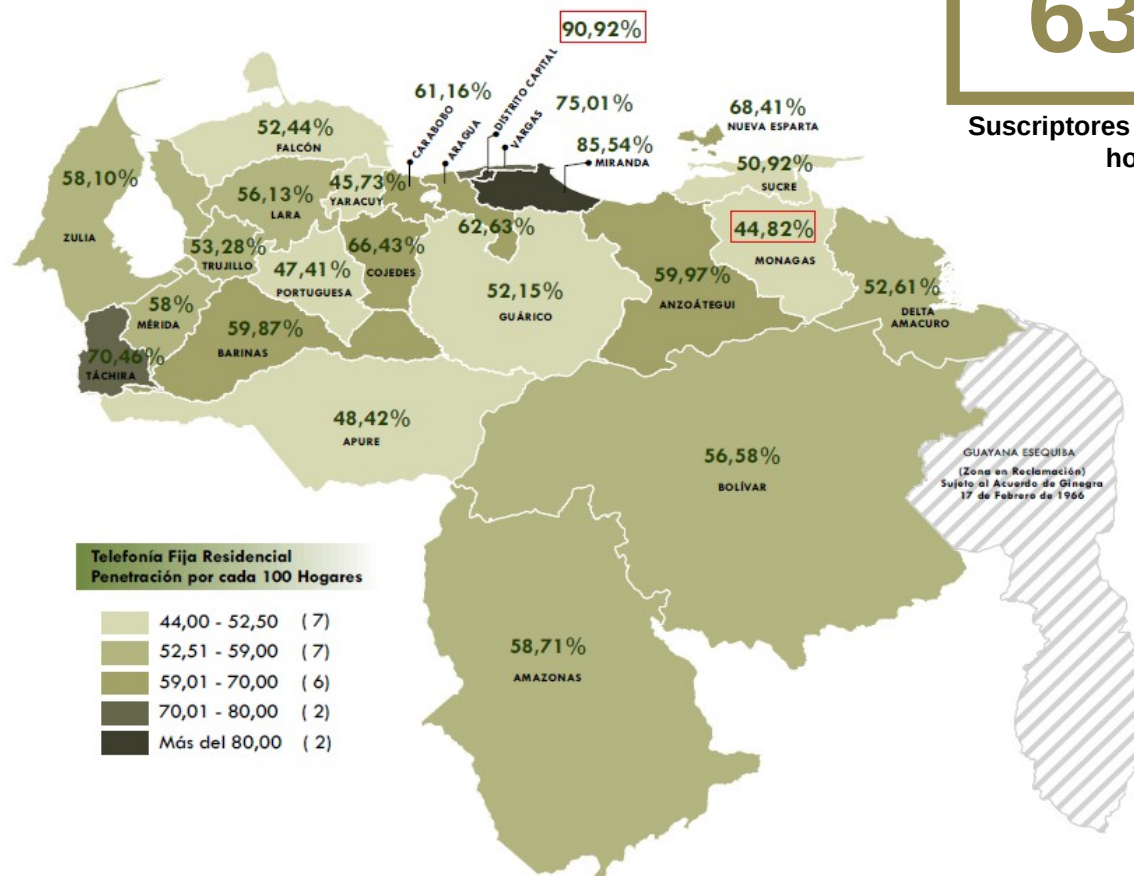 63
Suscriptores
ho
90,92%
DISTRITO CAPITAL
61,16%
CARABOBO
ARAGUA
VARGAS
75,01%
85,54%
MIRANDA
68,41%
NUEVA ESPARTA
52,44%
FALCÓN
50,92%
SUCRE
58,10%
ZULIA
56,13%
LARA
45,73%
YARACUY
44,82%
MONAGAS
53,28%
TRUJILLO
66,43%
COJEDES
62,63%
47,41%
PORTUGUESA
52,15%
GUÁRICO
59,97%
ANZOÁTEGUI
52,61%
DELTA
AMACURO
58%
MÉRIDA
59,87%
BARINAS
70,46%
TÁCHIRA
48,42%
APURE
56,58%
BOLÍVAR
GUAYANA ESEQUIBA
(Zona en Reclamación)
Sujeto al Acuerdo de Ginegra
17 de Febrero de 1966
58,71%
AMAZONAS
Telefonía Fija Residencial
Penetración por cada 100 Hogares
44,00 - 52,50 ( 7)
52,51 - 59,00 ( 7)
59,01 - 70,00 ( 6)
70,01 - 80,00 ( 2)
Más del 80,00 ( 2)